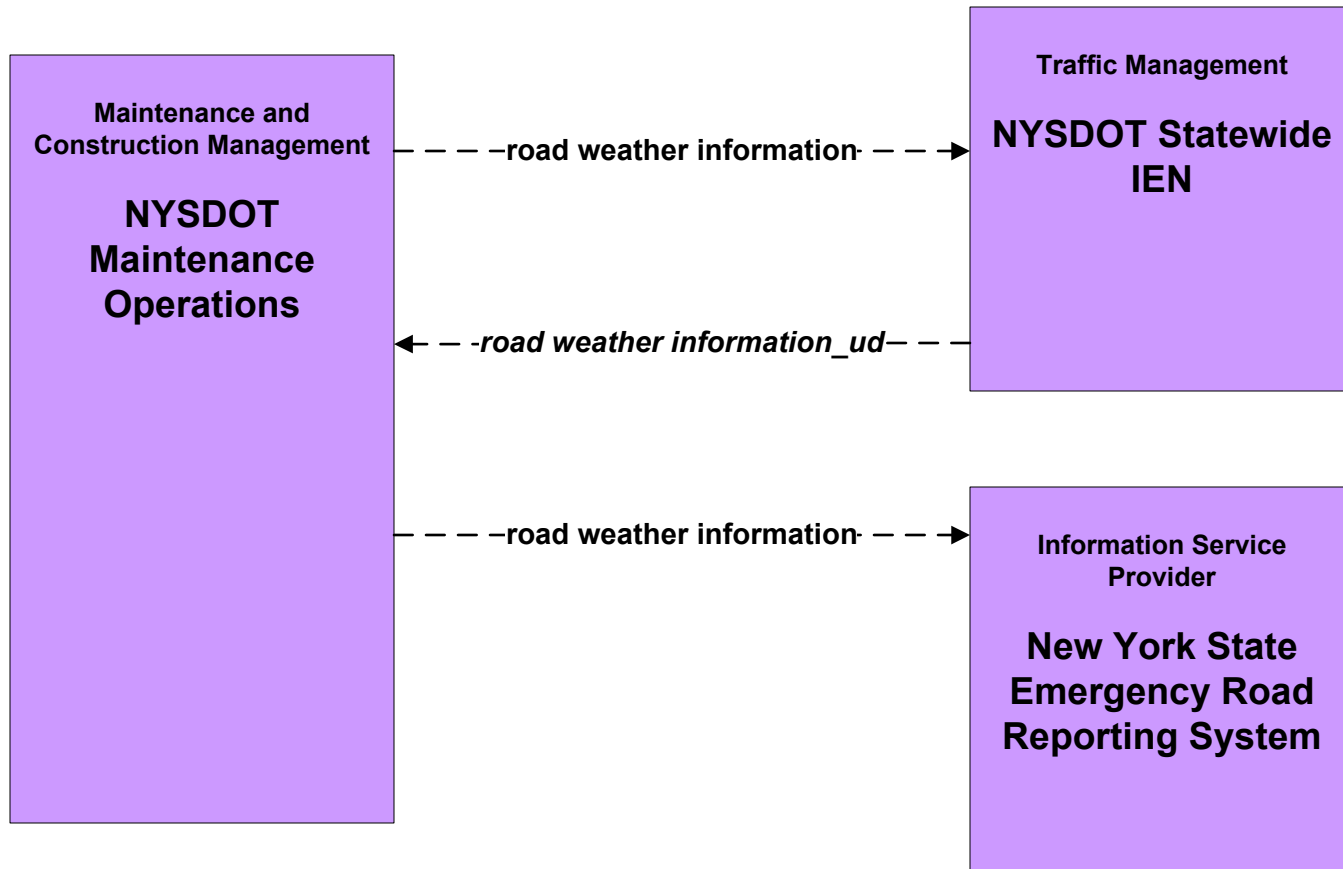 Maintenance and
Construction Management
NYSDOT
Maintenance
Operations
road weather information
road weather information_ud
road weather information
Traffic Management
NYSDOT Statewide
IEN
Information Service
Provider
New York State
Emergency Road
Reporting System